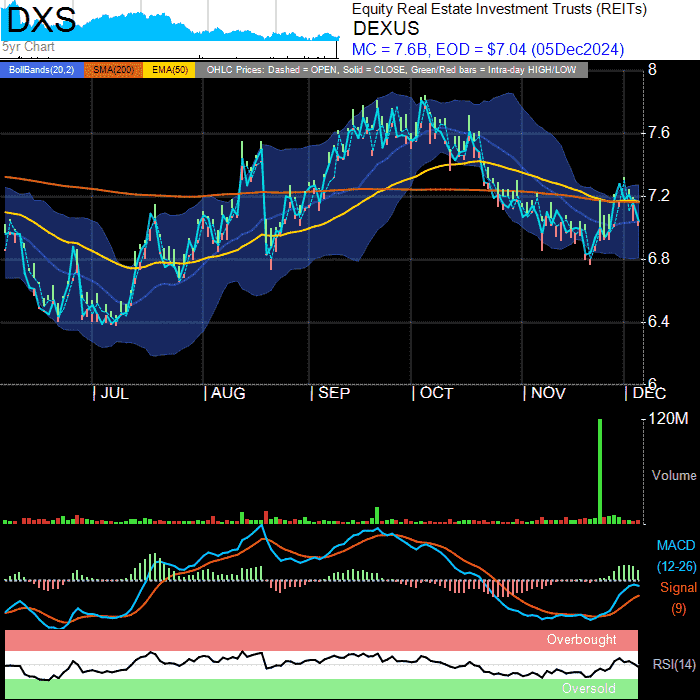 DXS
Equity Real Estate Investment Trusts (REITs)
DEXUS
5yr Chart
MC = 7.6B, EOD = $7.04 (05Dec2024)
BollBands(20,2) SMA(200) EMA(50) OHLC Prices: Dashed = OPEN, Solid = CLOSE, Green/Red bars = Intra-day HIGH/LOW
8
7.6
7.2
6.8
6.4
6
| JUL | AUG | SEP | OCT | NOV | DEC
120M
Volume
MACD
(12-26)
Signal
(9)
Overbought
RSI(14)
Oversold